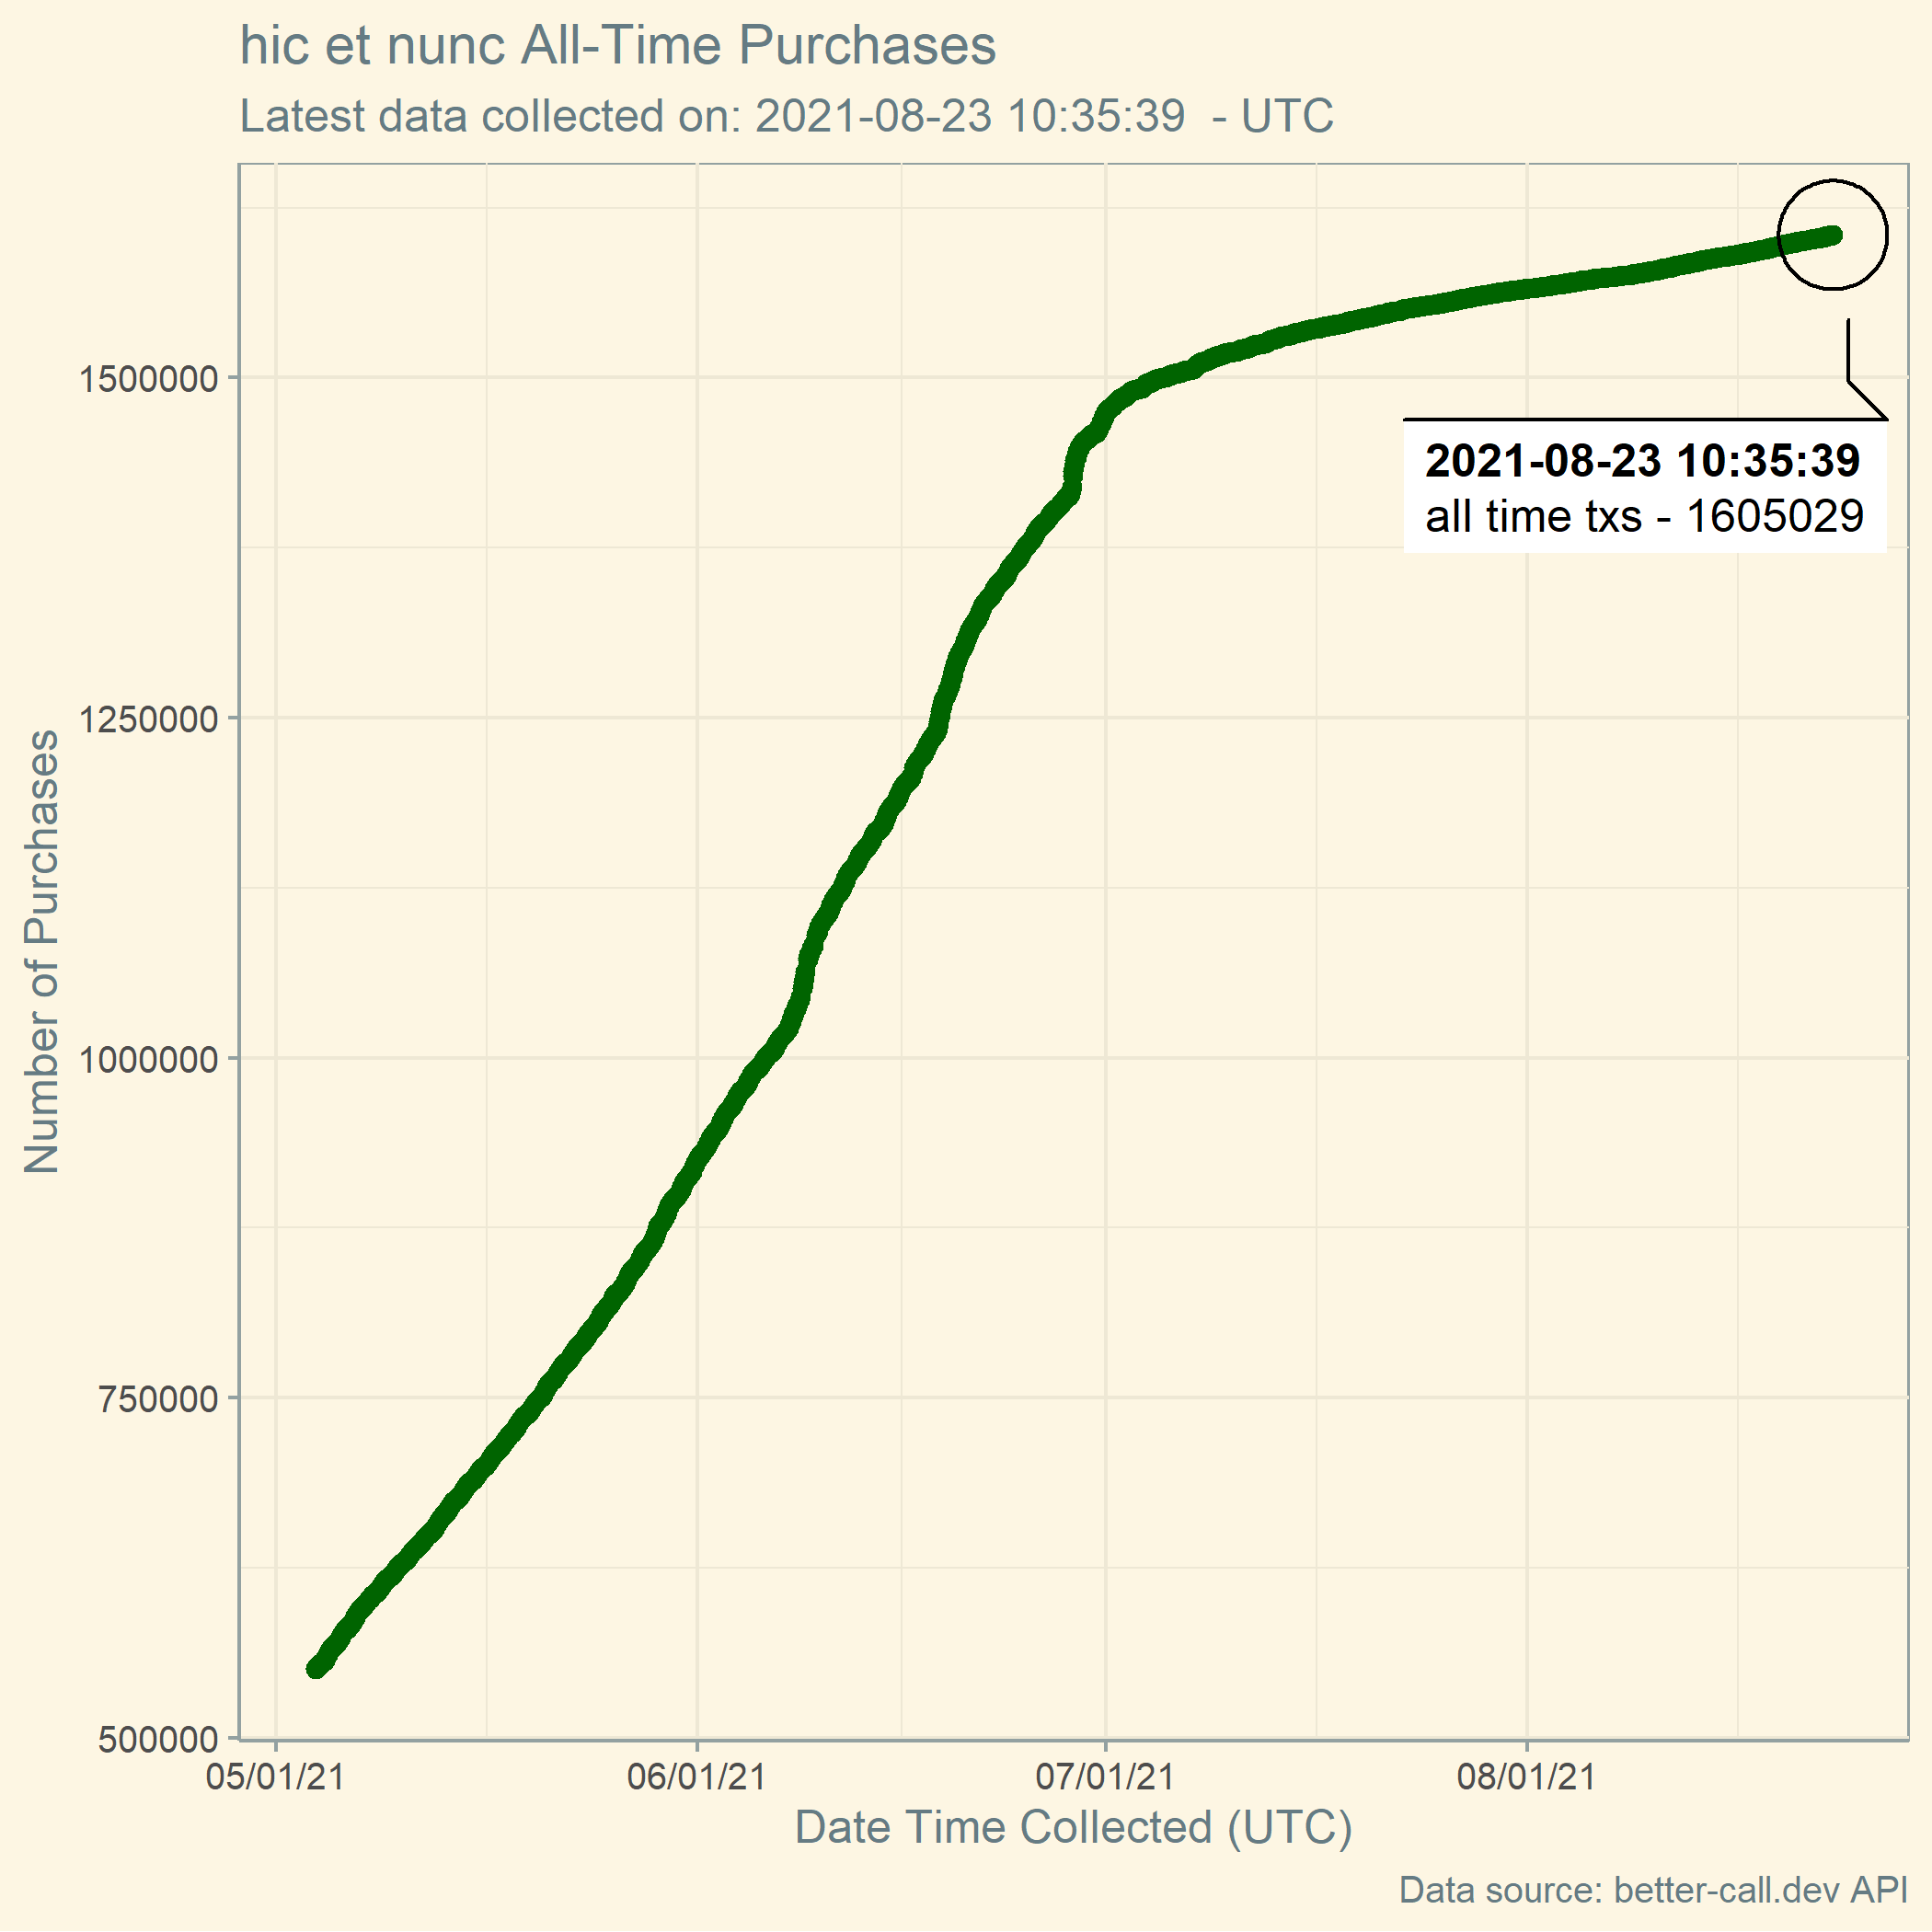 hic et nunc All-Time Purchases
Latest data collected on: 2021-08-23 10:35:39 - UTC
Number of Purchases
1500000
1250000
1000000
750000
500000
2021-08-23 10:35:39
all time txs - 1605029
05/01/21 06/01/21 07/01/21 08/01/21
Date Time Collected (UTC)
Data source: better-call.dev API